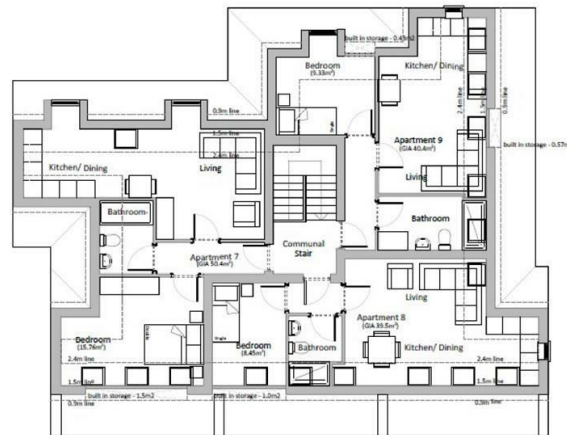 built in storage - 0.43m2
Bedroom
(9.33m²)
Kitchen/ Dining
2.4m line
1.5m line
0.9m line
0.9m line
1.5m line
2.4m line
Apartment 9
(GIA 40.4m²)
built in storage - 0.57m
Kitchen/ Dining
Living
Living
Bathroom
Bathroom
Communal
Stair
Apartment 7
(GIA 50.4m²)
Living
Apartment 8
(GIA 39.5m²)
Bedroom
(15.76m²)
Bedroom
(8.45m²)
Bathroom
Kitchen/ Dining
2.4m line
2.4m line
1.5m line
1.5m line
built in storage - 1.5m2
built in storage - 1.0m2
0.9m line
0.9m line